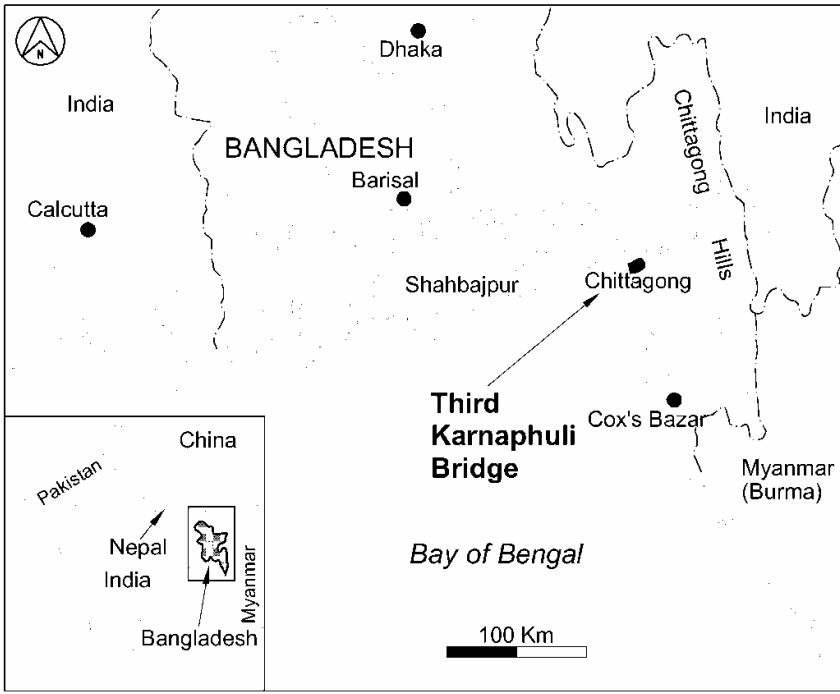 N
Dhaka
India
Chittagong
India
BANGLADESH
Barisal
Calcutta
Hills
Shahbajpur
Chittagong
Third
Karnaphuli
Bridge
Cox's Bazar
Myanmar
(Burma)
Bay of Bengal
100 Km
China
Pakistan
Nepal
India
Myanmar
Bangladesh